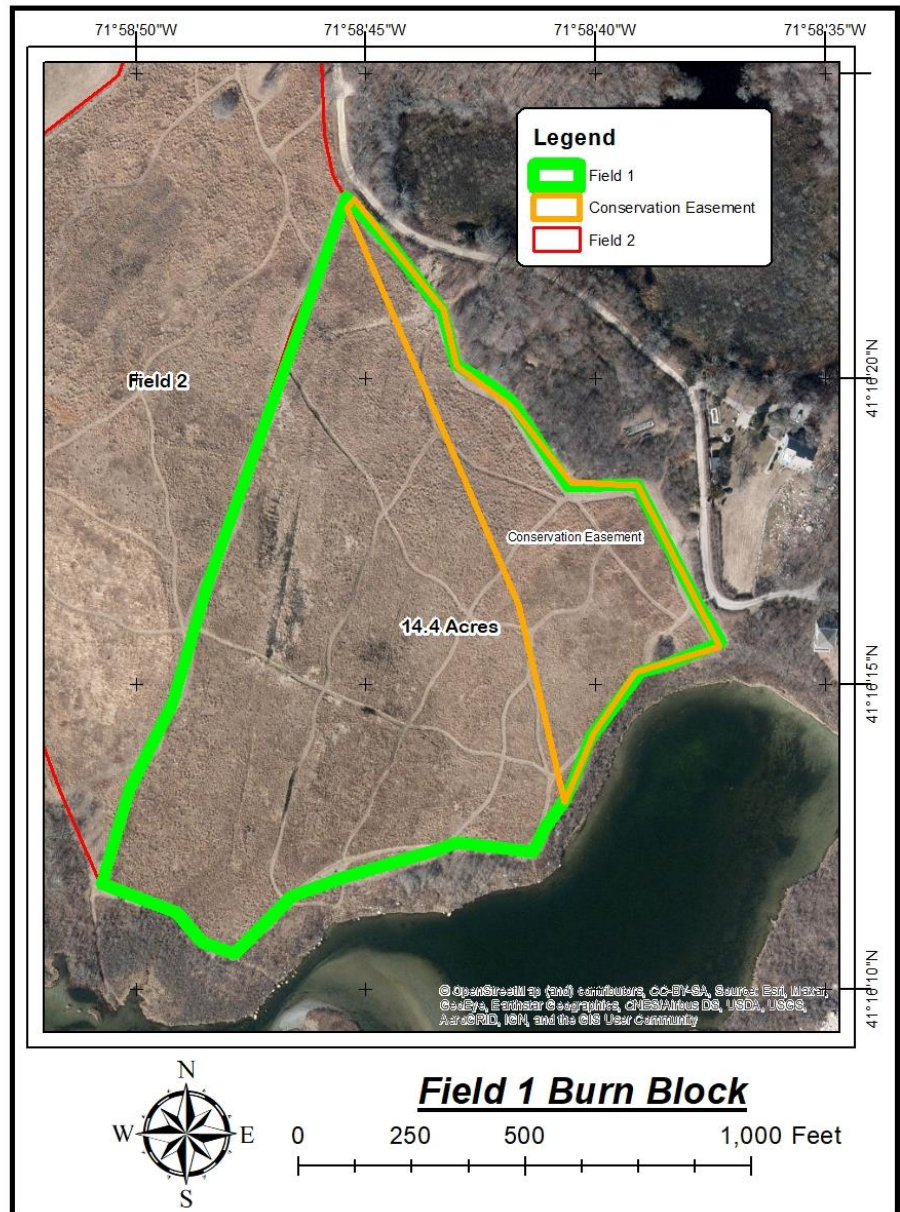 71°58'50"W 71°58'45"W 71°58'40"W 71°58'35"W
Legend
Field 1
Conservation Easement
Field 2
41°16'20"N
Field 2
Conservation Easement
14.4 Acres
41°16'15"N
41°16'10"N
© OpenStreetMap (and) contributors, CC-BY-SA, Source: Esri, Maxar,
GeoEye, Earthstar Geographics, CNES/Airbus DS, USDA, USGS,
AeroGRID, IGN, and the GIS User Community
Field 1 Burn Block
N
W E
S
0 250 500 1,000 Feet